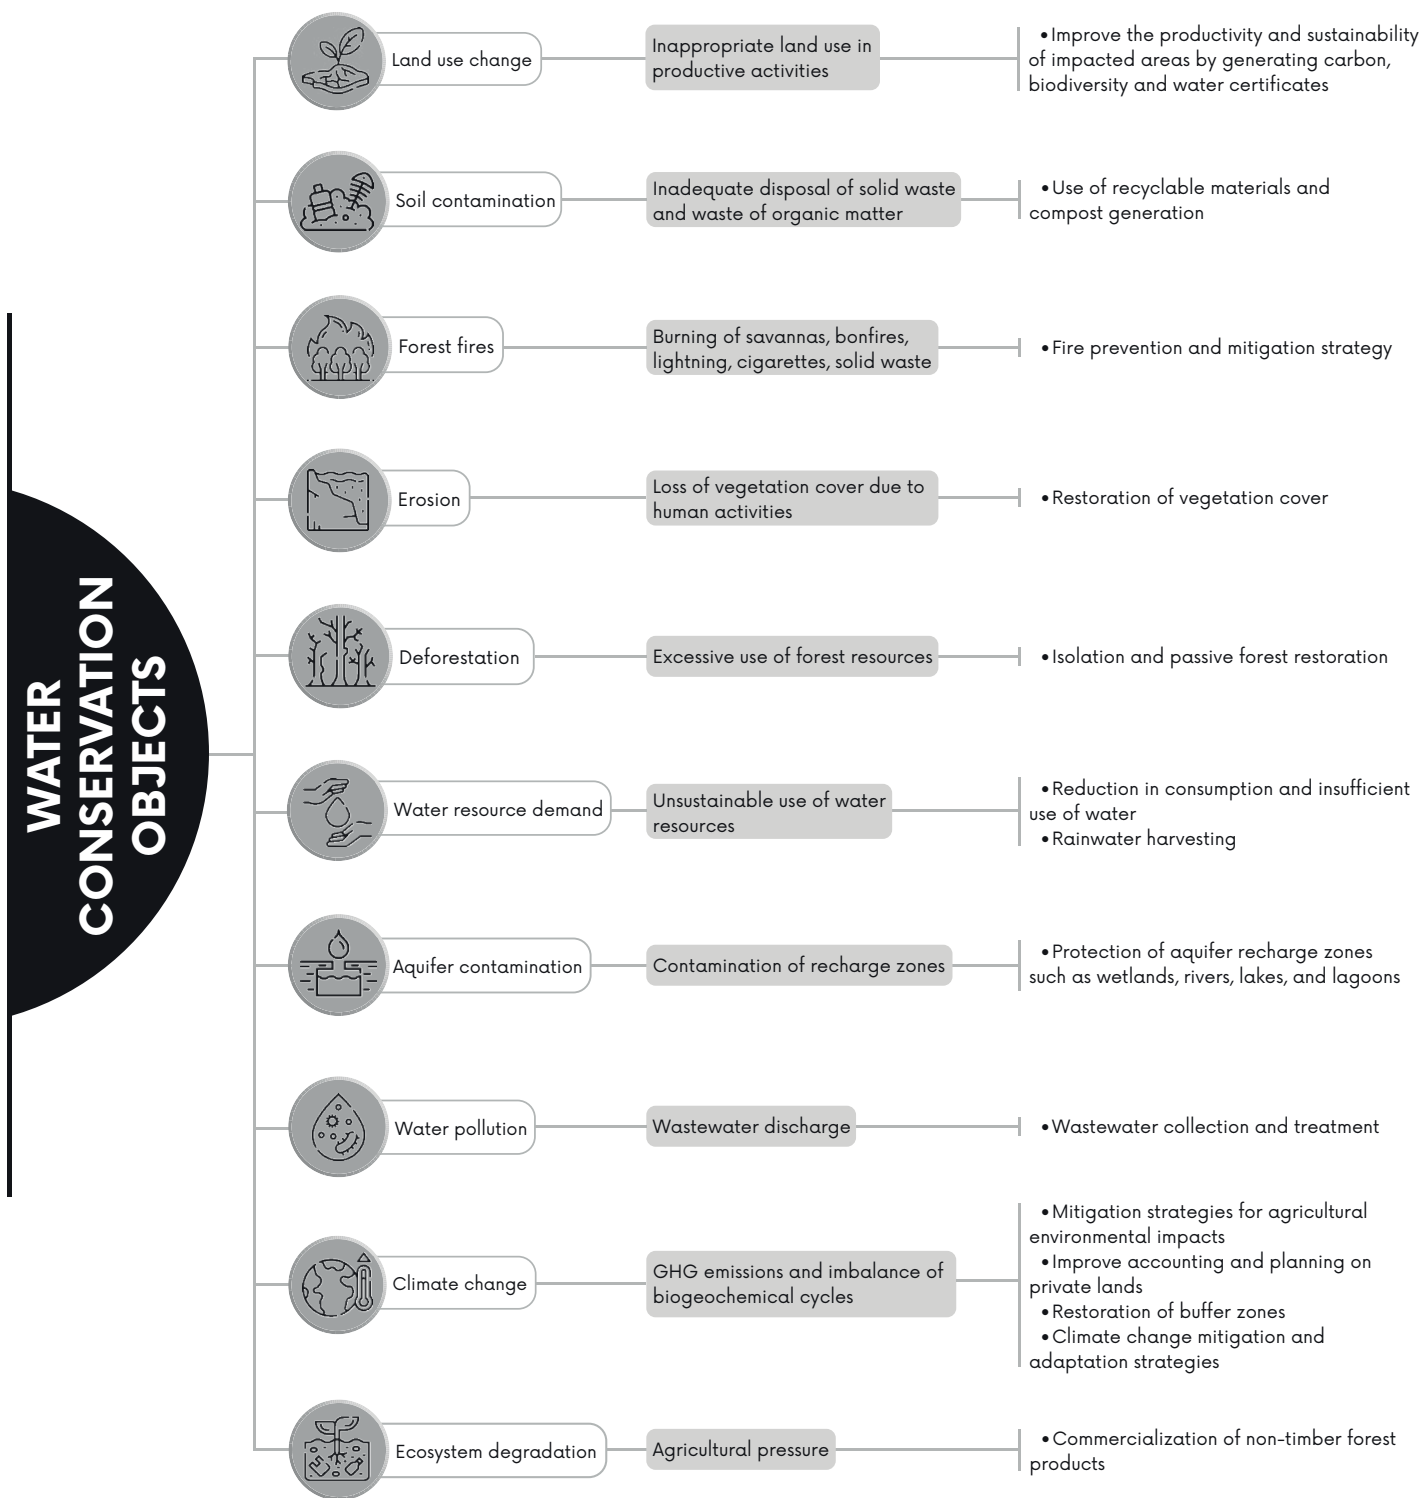 WATER
CONSERVATION
OBJECTS
Land use change
Inappropriate land use in
productive activities
•Improve the productivity and sustainability
of impacted areas by generating carbon,
biodiversity and water certificates
Soil contamination
Inadequate disposal of solid waste
and waste of organic matter
•Use of recyclable materials and
compost generation
Forest fires
Burning of savannas, bonfires,
lightning, cigarettes, solid waste
•Fire prevention and mitigation strategy
Erosion
Loss of vegetation cover due to
human activities
•Restoration of vegetation cover
Deforestation
Excessive use of forest resources
•Isolation and passive forest restoration
Water resource demand
Unsustainable use of water
resources
•Reduction in consumption and insufficient
use of water
•Rainwater harvesting
Aquifer contamination
Contamination of recharge zones
•Protection of aquifer recharge zones
such as wetlands, rivers, lakes, and lagoons
Water pollution
Wastewater discharge
•Wastewater collection and treatment
Climate change
GHG emissions and imbalance of
biogeochemical cycles
•Mitigation strategies for agricultural
environmental impacts
•Improve accounting and planning on
private lands
•Restoration of buffer zones
•Climate change mitigation and
adaptation strategies
Ecosystem degradation
Agricultural pressure
•Commercialization of non-timber forest
products